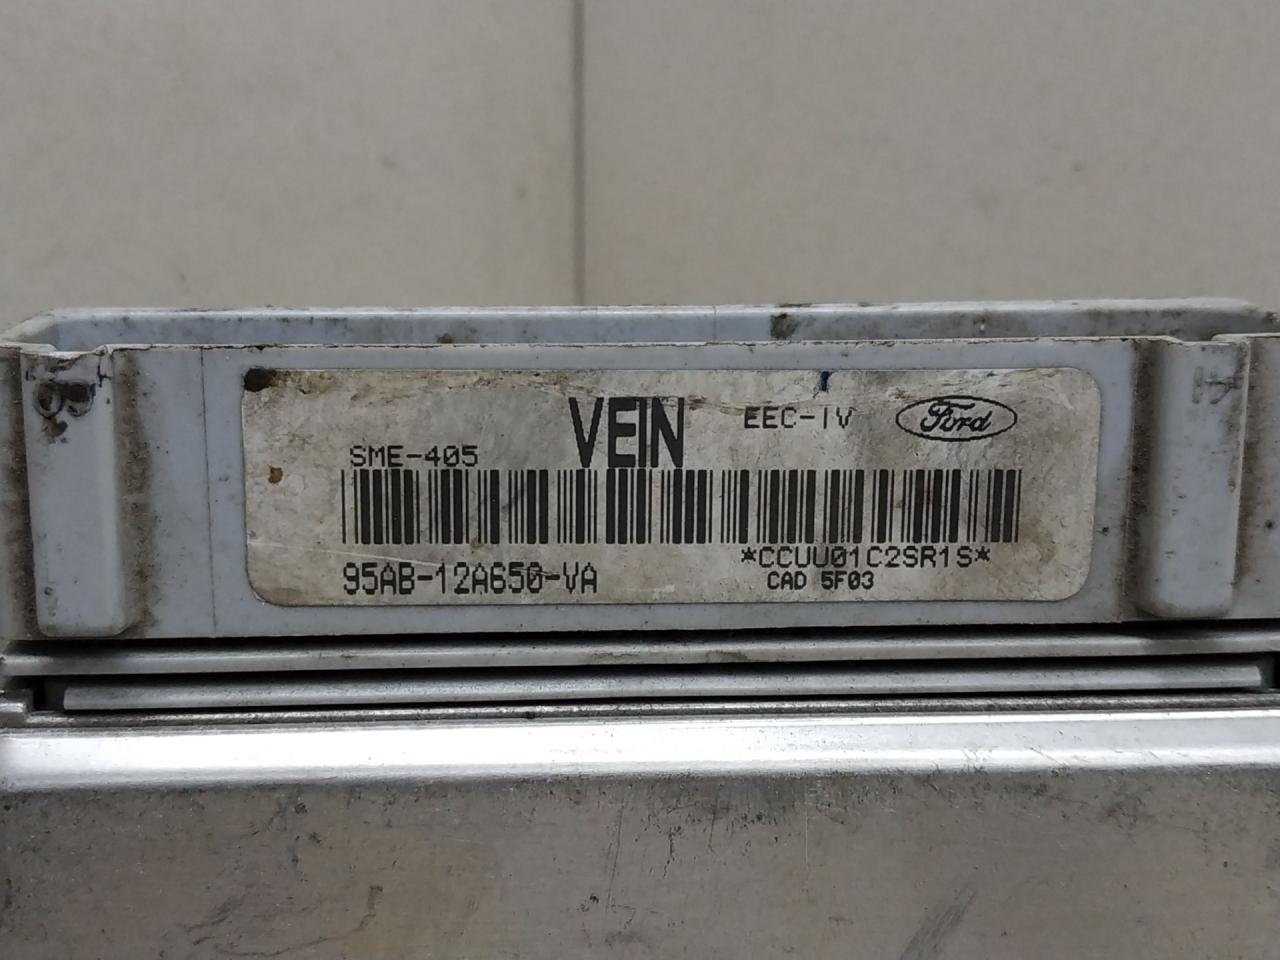 VEIN EEC-IV Ford
SME-405
*CCUU01C2SR1S*
95AB-12A650-VA
CAD 5F03